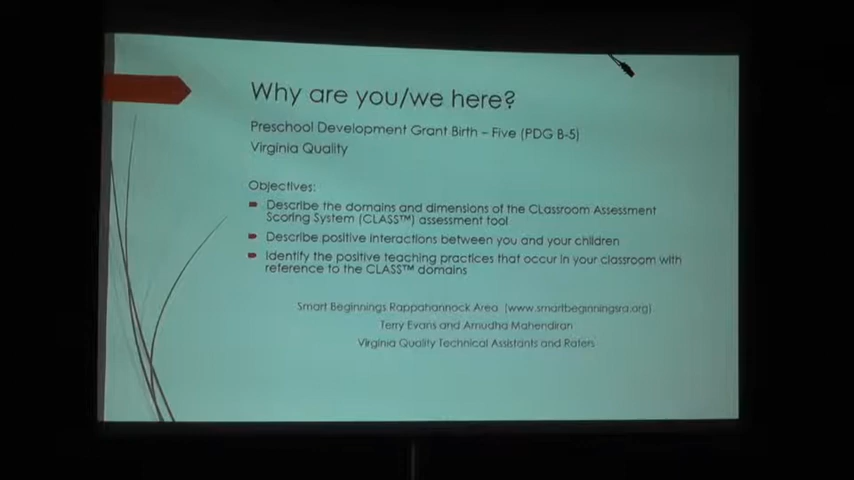 Why are you/we here?
Preschool Development Grant Birth – Five (PDG B-5)
Virginia Quality
Objectives:
Describe the domains and dimensions of the CLassroom Assessment
Scoring System (CLASS™) assessment tool
Describe positive interactions between you and your children
Identify the positive teaching practices that occur in your classroom with
reference to the CLASS™ domains
Smart Beginnings Rappahannock Area (www.smartbeginningsra.org)
Terry Evans and Amudha Mahendiran
Virginia Quality Technical Assistants and Raters